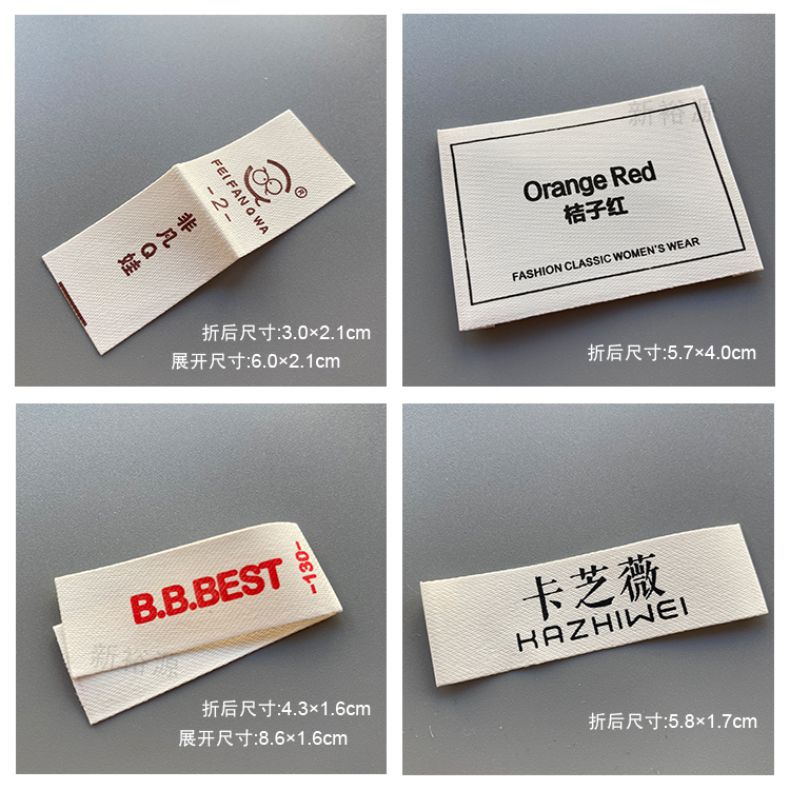 FEIFANQWA
-2-
®
非凡Q娃
折后尺寸:3.0×2.1cm
展开尺寸:6.0×2.1cm
新裕源
Orange Red
桔子红
FASHION CLASSIC WOMEN'S WEAR
折后尺寸:5.7×4.0cm
B.B.BEST
-130-
新裕源
折后尺寸:4.3×1.6cm
展开尺寸:8.6×1.6cm
卡芝薇
KAZHIWEI
折后尺寸:5.8×1.7cm